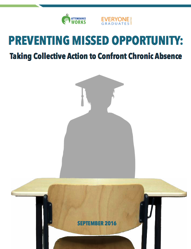 ATTENDANCE WORKS
EVERYONE GRADUATES
PREVENTING MISSED OPPORTUNITY:
Taking Collective Action to Confront Chronic Absence
SEPTEMBER 2016